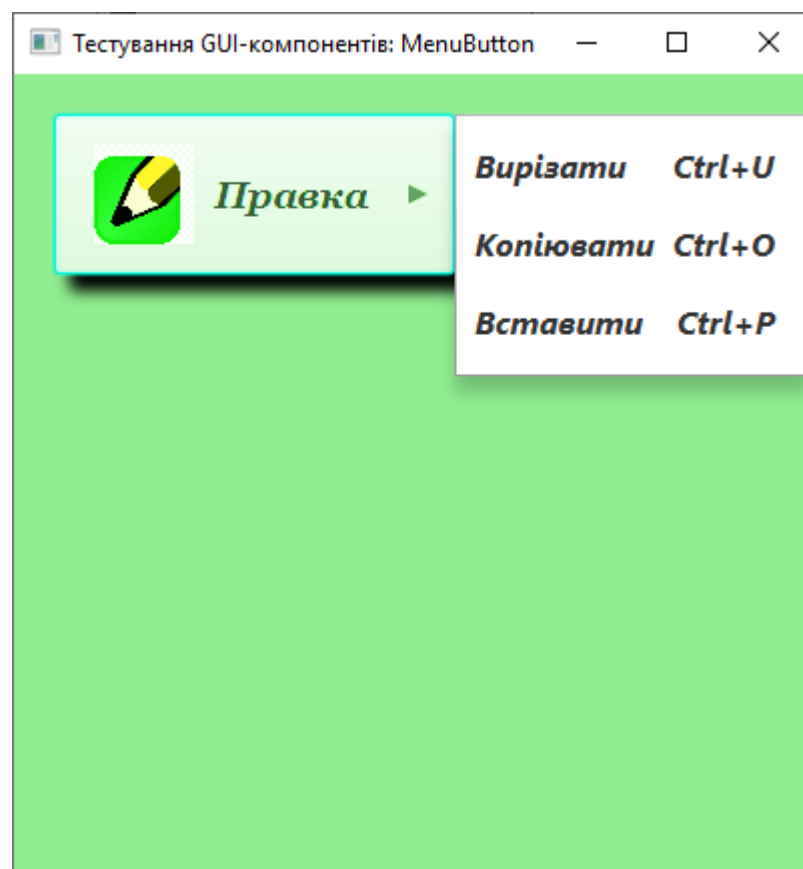 Тестування GUI-компонентів: MenuButton
Правка
Вирізати Ctrl+U
Копіювати Ctrl+O
Вставити Ctrl+P